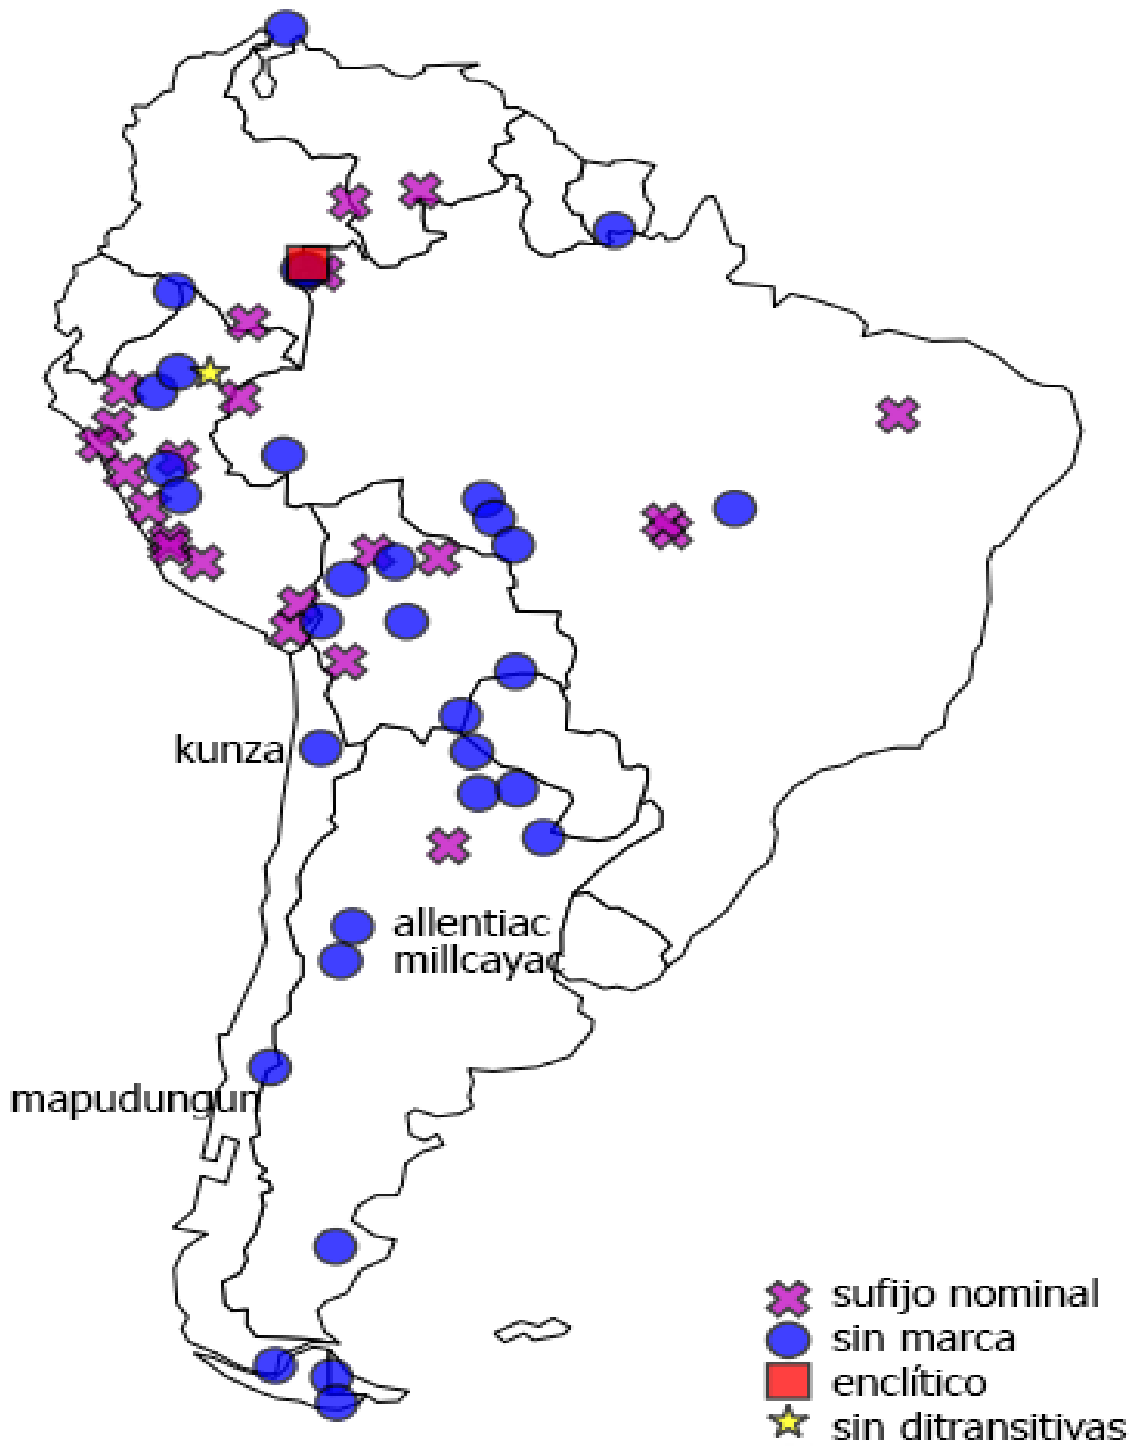 kunza
allentiac
millcayac
mapudungun
sufijo nominal
sin marca
enclítico
sin ditransitivas